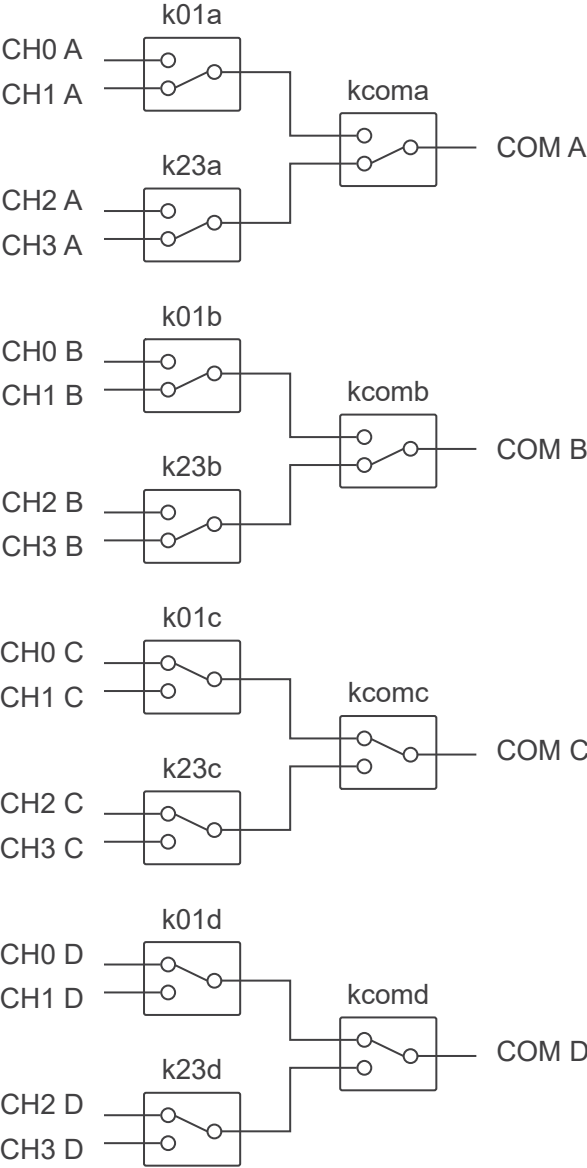 k01a
CH0 A
CH1 A
kcoma
COM A
k23a
CH2 A
CH3 A
k01b
CH0 B
CH1 B
kcomb
COM B
k23b
CH2 B
CH3 B
k01c
CH0 C
CH1 C
kcomc
COM C
k23c
CH2 C
CH3 C
k01d
CH0 D
CH1 D
kcomd
COM D
k23d
CH2 D
CH3 D